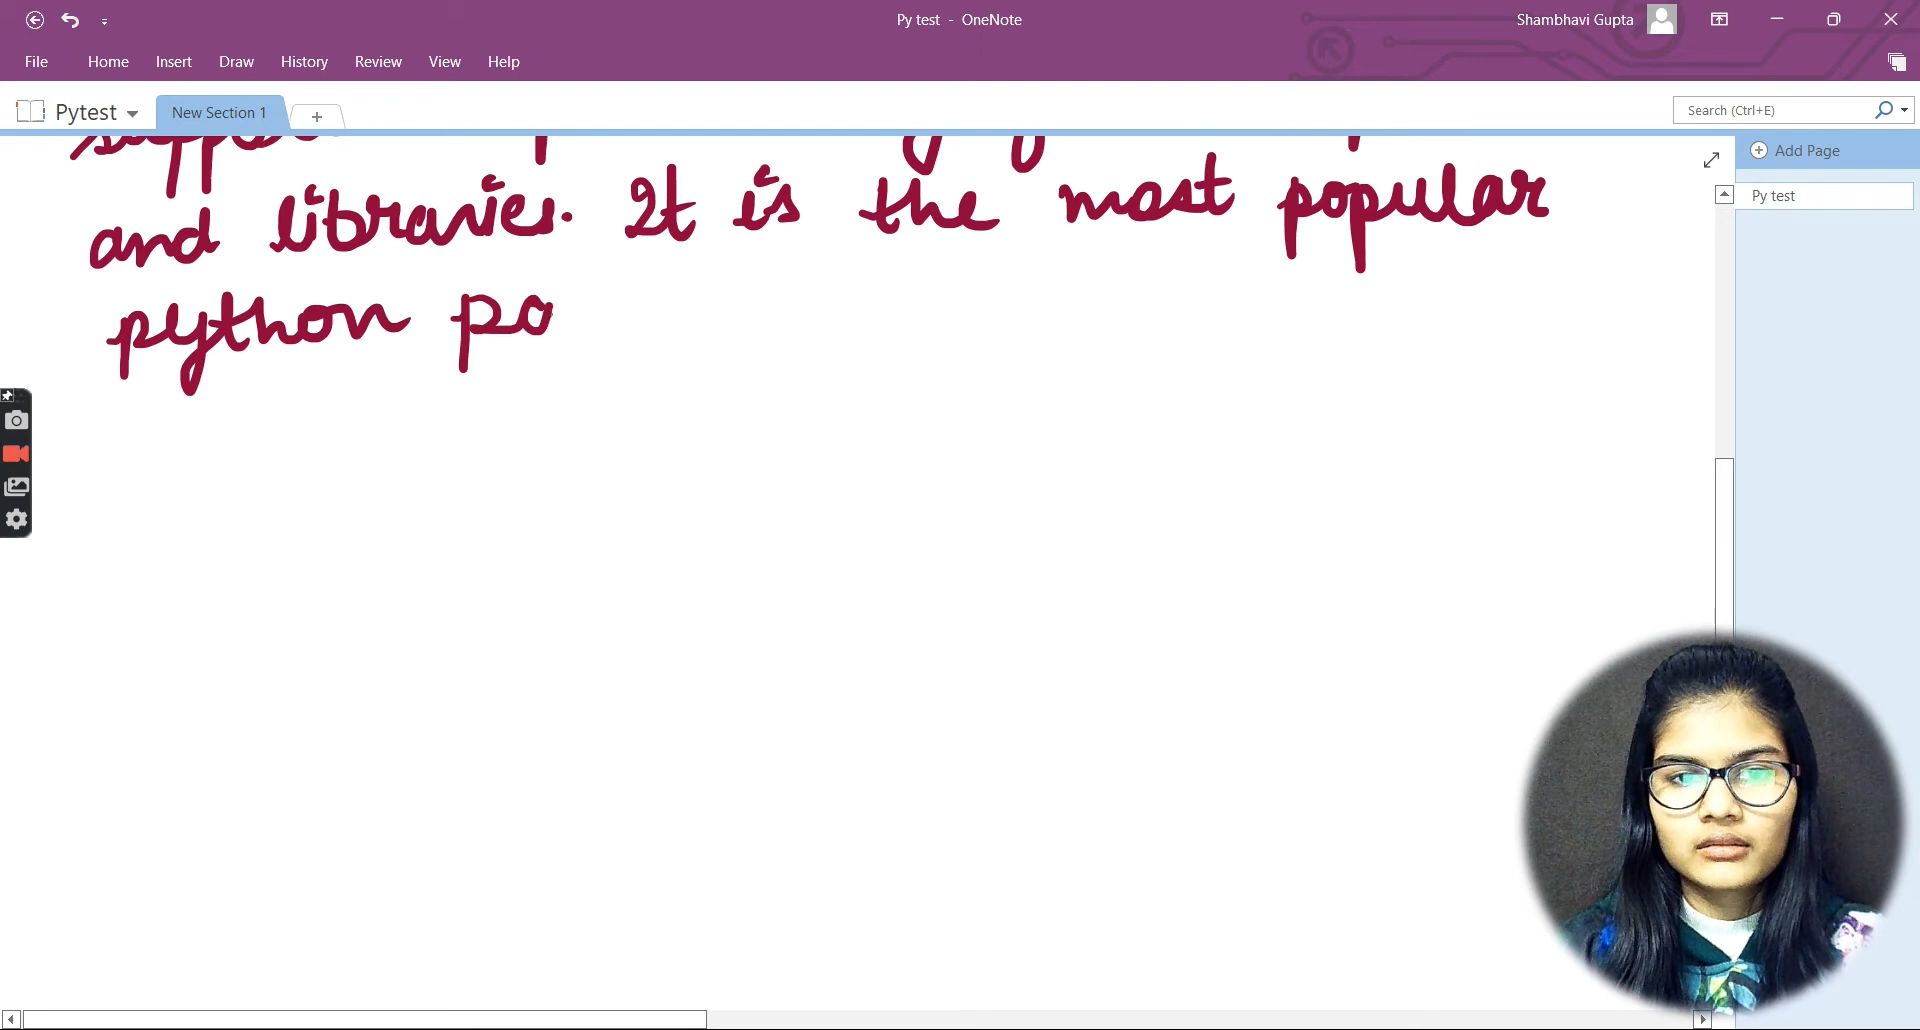 Py test - OneNote
Shambhavi Gupta
File Home Insert Draw History Review View Help
Pytest New Section 1 +
Search (Ctrl+E)
Add Page
Py test
and libraries. It is the most popular
python po